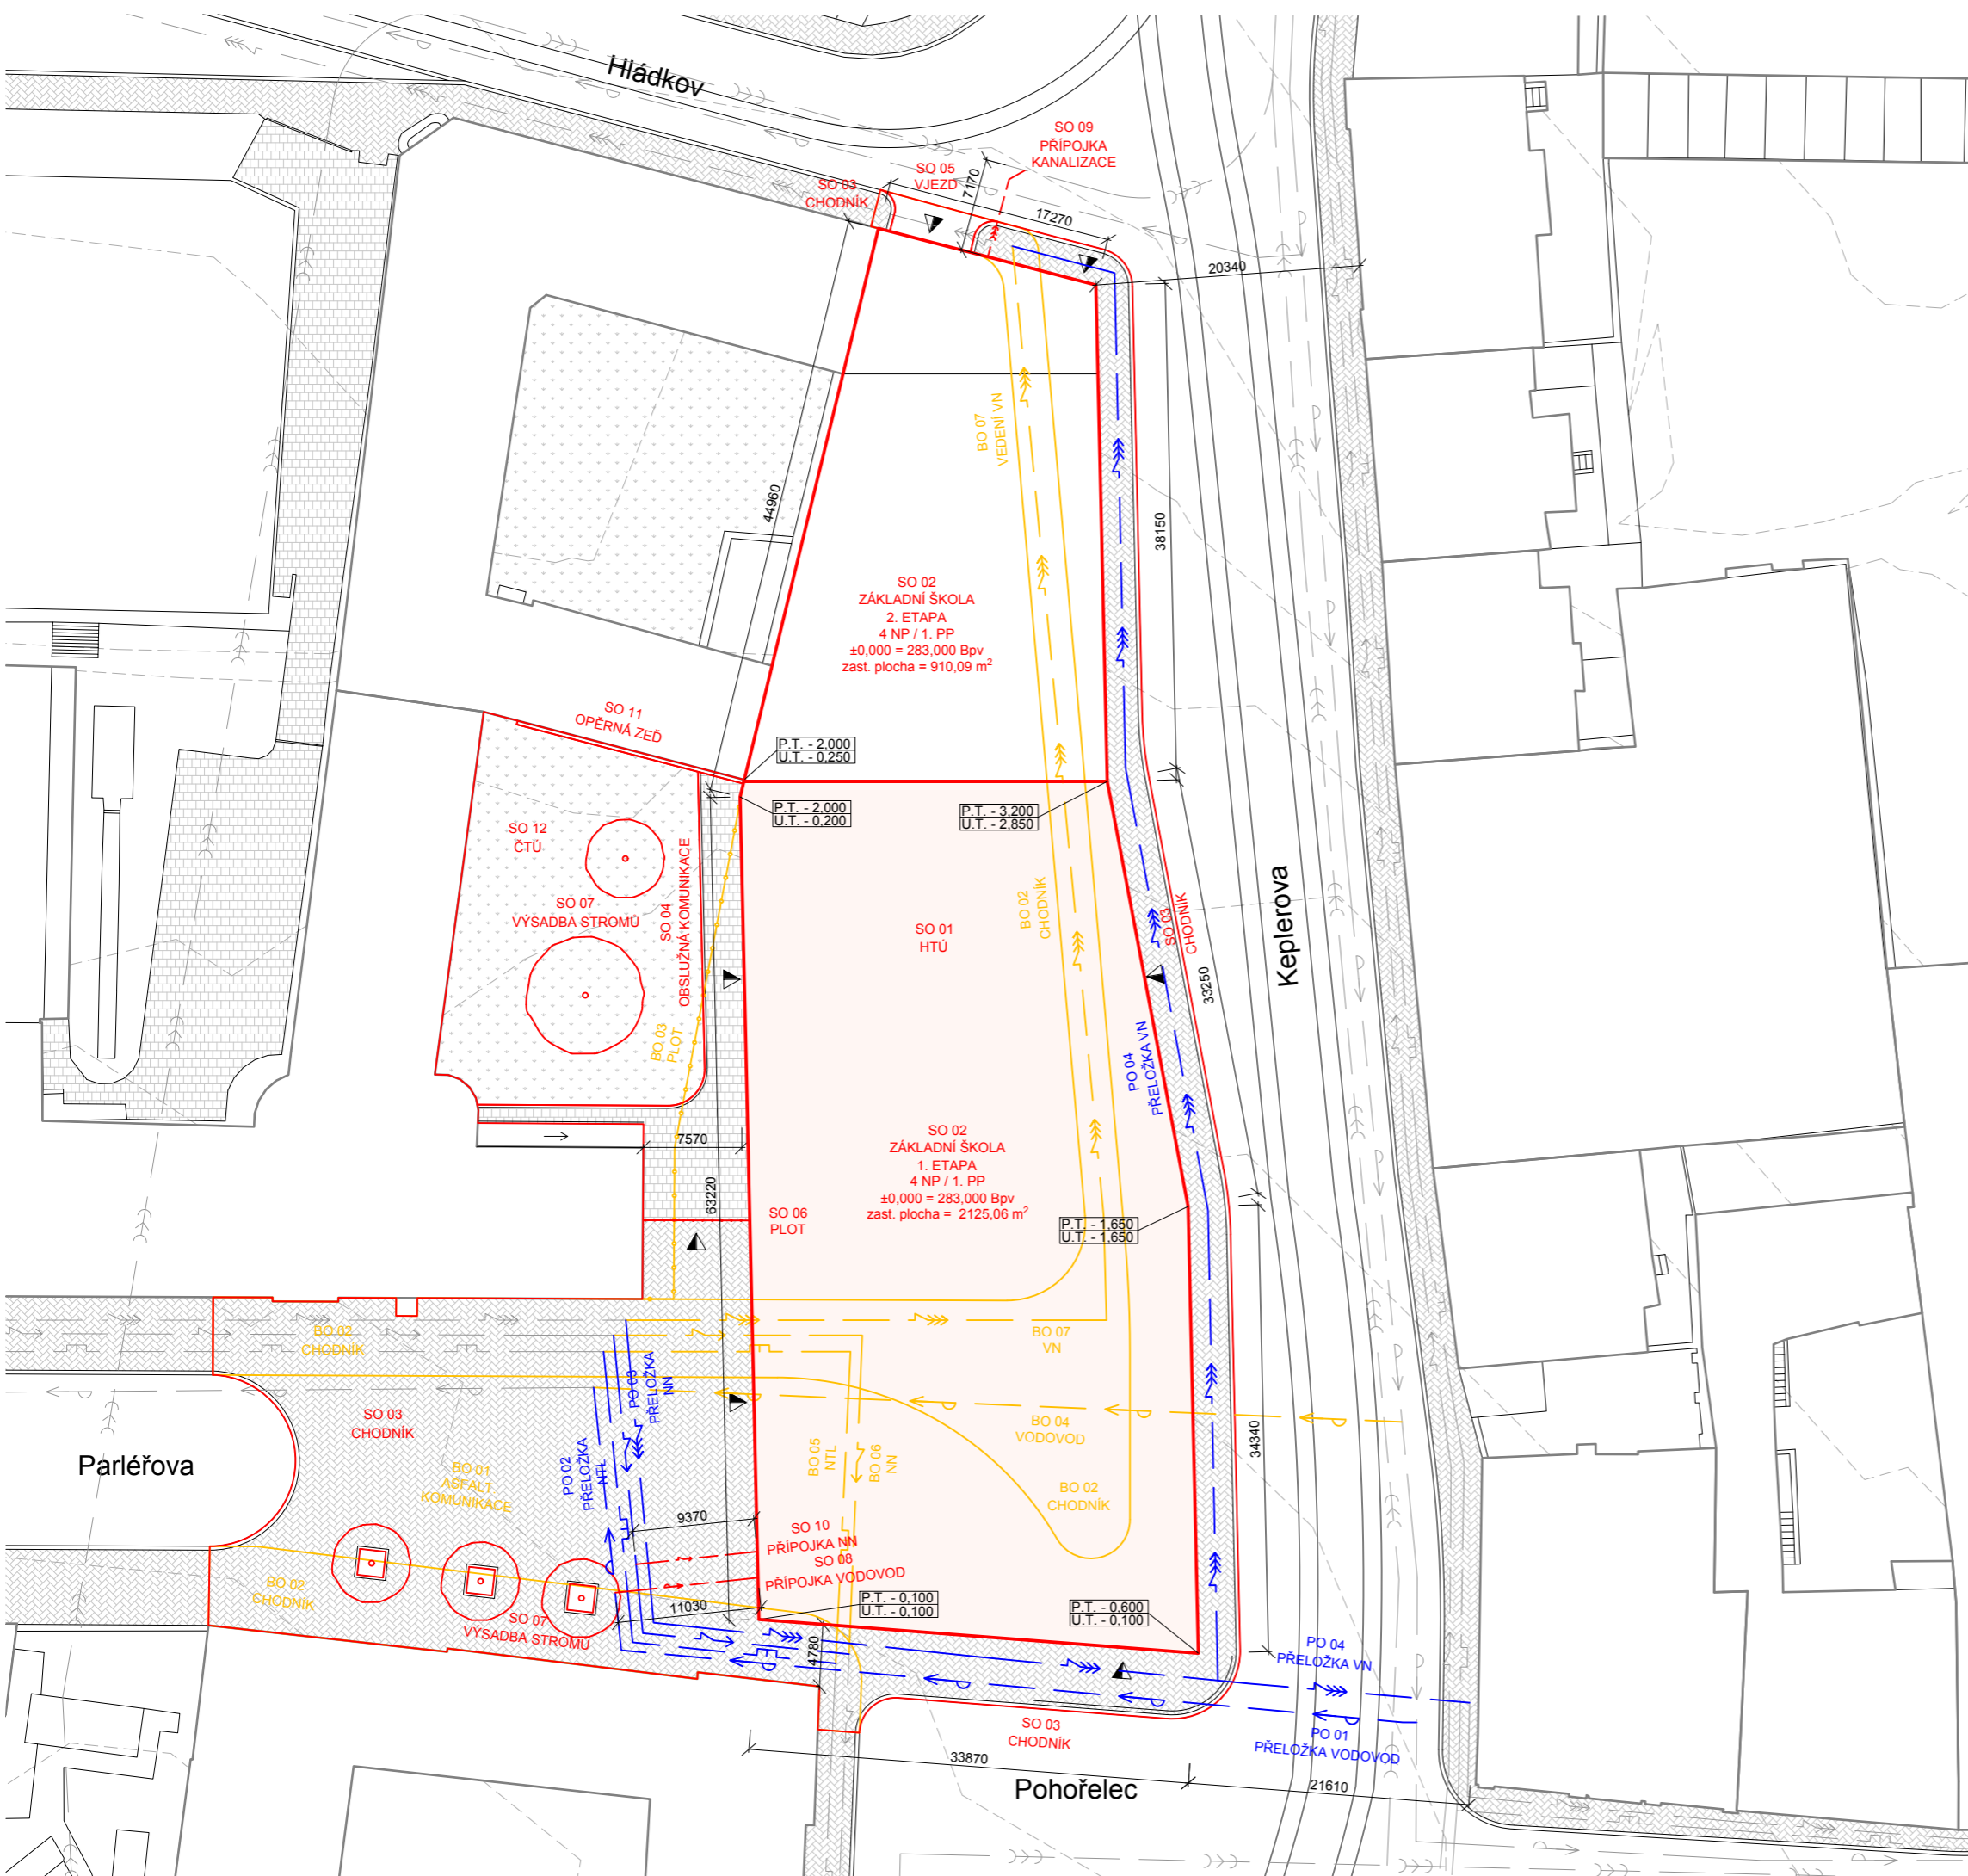 Hládkov
SO 09
PŘÍPOJKA
KANALIZACE
SO 05
VJEZD
7170
SO 03
CHODNÍK
17270
20340
BO 07
VEDENÍ VN
44960
38150
SO 02
ZÁKLADNÍ ŠKOLA
2. ETAPA
4 NP / 1. PP
±0,000 = 283,000 Bpv
zast. plocha = 910,09 m²
SO 11
OPĚRNÁ ZEĎ
P.T. - 2,000
U.T. - 0,250
P.T. - 2,000
U.T. - 0,200
P.T. - 3,200
U.T. - 2,850
SO 12
ČTÚ
SO 07
VÝSADBA STROMŮ
SO 04
OBSLUŽNÁ KOMUNIKACE
BO 03
PLOT
SO 01
HTÚ
BO 02
CHODNÍK
SO 03
CHODNÍK
33250
Keplerova
PO 04
PŘELOŽKA VN
7570
63220
SO 02
ZÁKLADNÍ ŠKOLA
1. ETAPA
4 NP / 1. PP
±0,000 = 283,000 Bpv
zast. plocha = 2125,06 m²
SO 06
PLOT
P.T. - 1,650
U.T. - 1,650
BO 02
CHODNÍK
PO 03
PŘELOŽKA
NN
BO 07
VN
SO 03
CHODNÍK
BO 04
VODOVOD
34340
Parléřova
BO 01
ASFALT
KOMUNIKACE
PO 02
PŘELOŽKA
NTL
BO 05
NTL
BO 06
NN
BO 02
CHODNÍK
9370
SO 10
PŘÍPOJKA NN
SO 08
PŘÍPOJKA VODOVOD
BO 02
CHODNÍK
11030
P.T. - 0,100
U.T. - 0,100
P.T. - 0,600
U.T. - 0,100
SO 07
VÝSADBA STROMŮ
4780
PO 04
PŘELOŽKA VN
SO 03
CHODNÍK
PO 01
PŘELOŽKA VODOVOD
33870
Pohořelec
21610